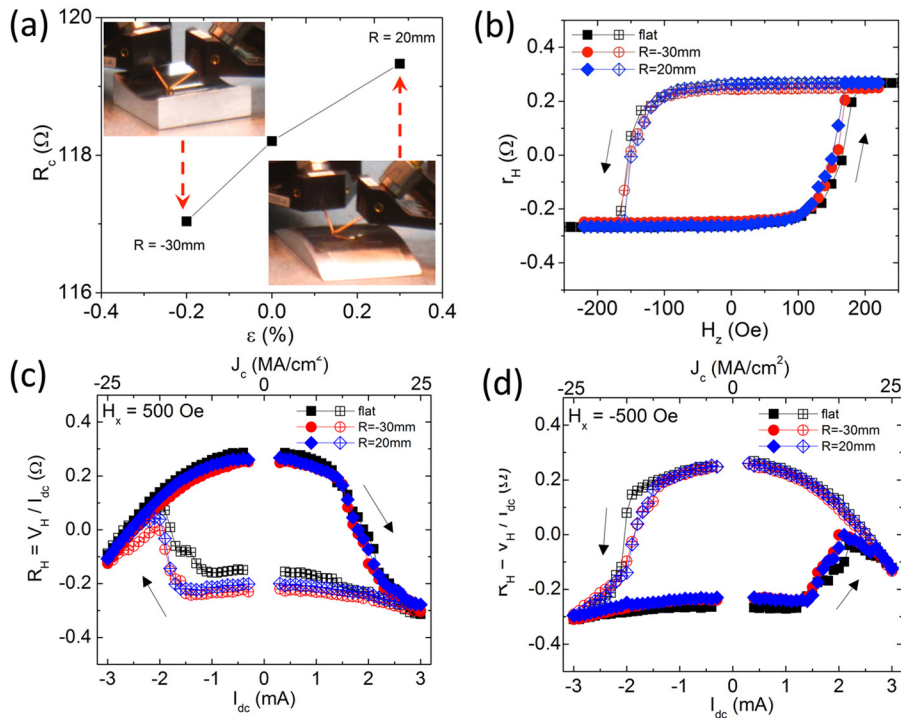 (a)
120
119
118
117
116
R_c (Ω)
-0.4 -0.2 0.0 0.2 0.4
ε (%)
R = 20mm
R = -30mm
(b)
flat
R=-30mm
R=20mm
0.4
0.2
0.0
-0.2
-0.4
r_H (Ω)
-200 -100 0 100 200
H_z (Oe)
(c)
J_c (MA/cm²)
-25 0 25
H_x = 500 Oe
flat
R=-30mm
R=20mm
0.4
0.2
0.0
-0.2
-0.4
R_H = V_H / I_dc (Ω)
-3 -2 -1 0 1 2 3
I_dc (mA)
(d)
J_c (MA/cm²)
-25 0 25
H_x = -500 Oe
flat
R=-30mm
R=20mm
0.4
0.2
0.0
-0.2
-0.4
-3 -2 -1 0 1 2 3
I_dc (mA)